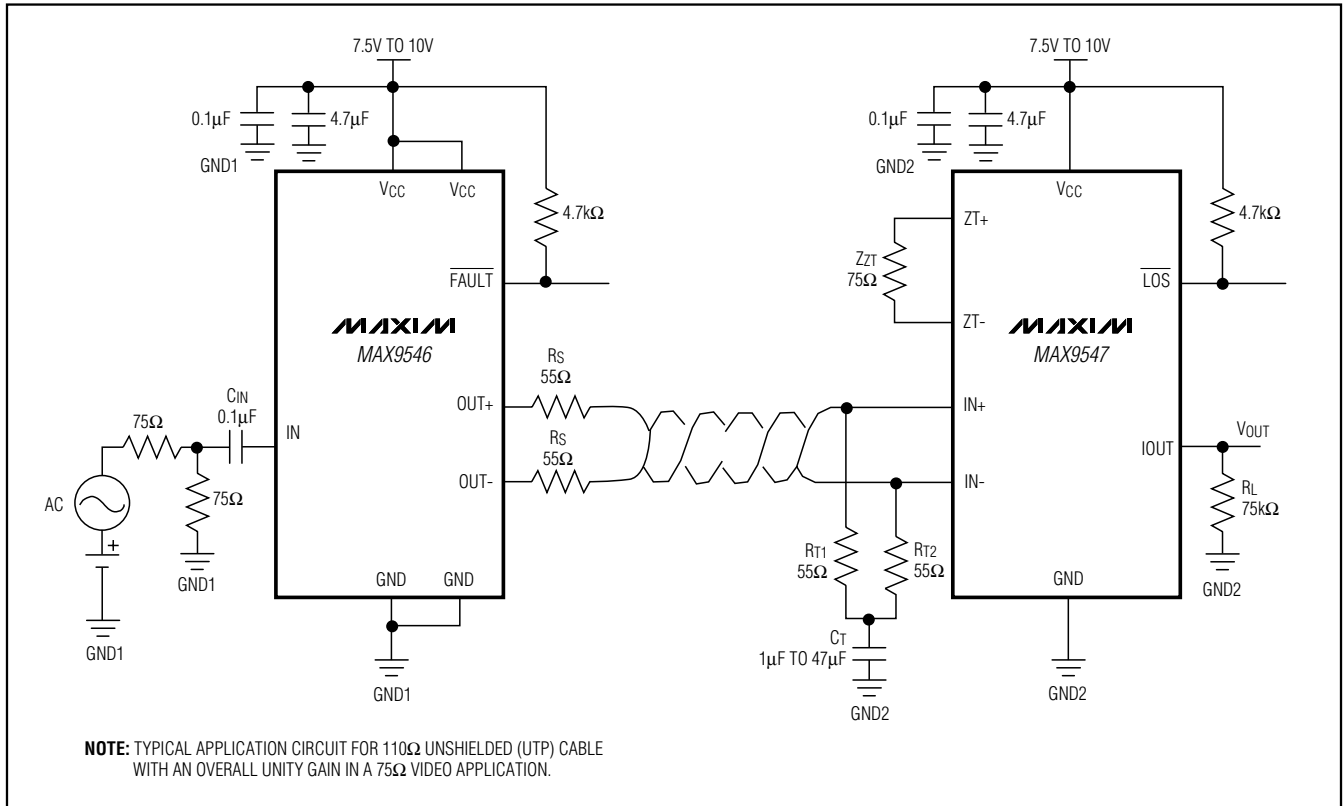 7.5V TO 10V
0.1µF
4.7µF
GND1
VCC
VCC
4.7kΩ
FAULT
MAXIM
MAX9546
CIN
0.1µF
IN
75Ω
75Ω
AC
+
GND1
GND1
OUT+
OUT-
RS
55Ω
RS
55Ω
GND
GND
GND1
7.5V TO 10V
0.1µF
4.7µF
GND2
VCC
4.7kΩ
ZT+
ZZT
75Ω
ZT-
LOS
MAXIM
MAX9547
IN+
IN-
IOUT
VOUT
RL
75kΩ
GND2
RT1
55Ω
RT2
55Ω
CT
1µF TO 47µF
GND2
GND
GND2
NOTE: TYPICAL APPLICATION CIRCUIT FOR 110Ω UNSHIELDED (UTP) CABLE
WITH AN OVERALL UNITY GAIN IN A 75Ω VIDEO APPLICATION.